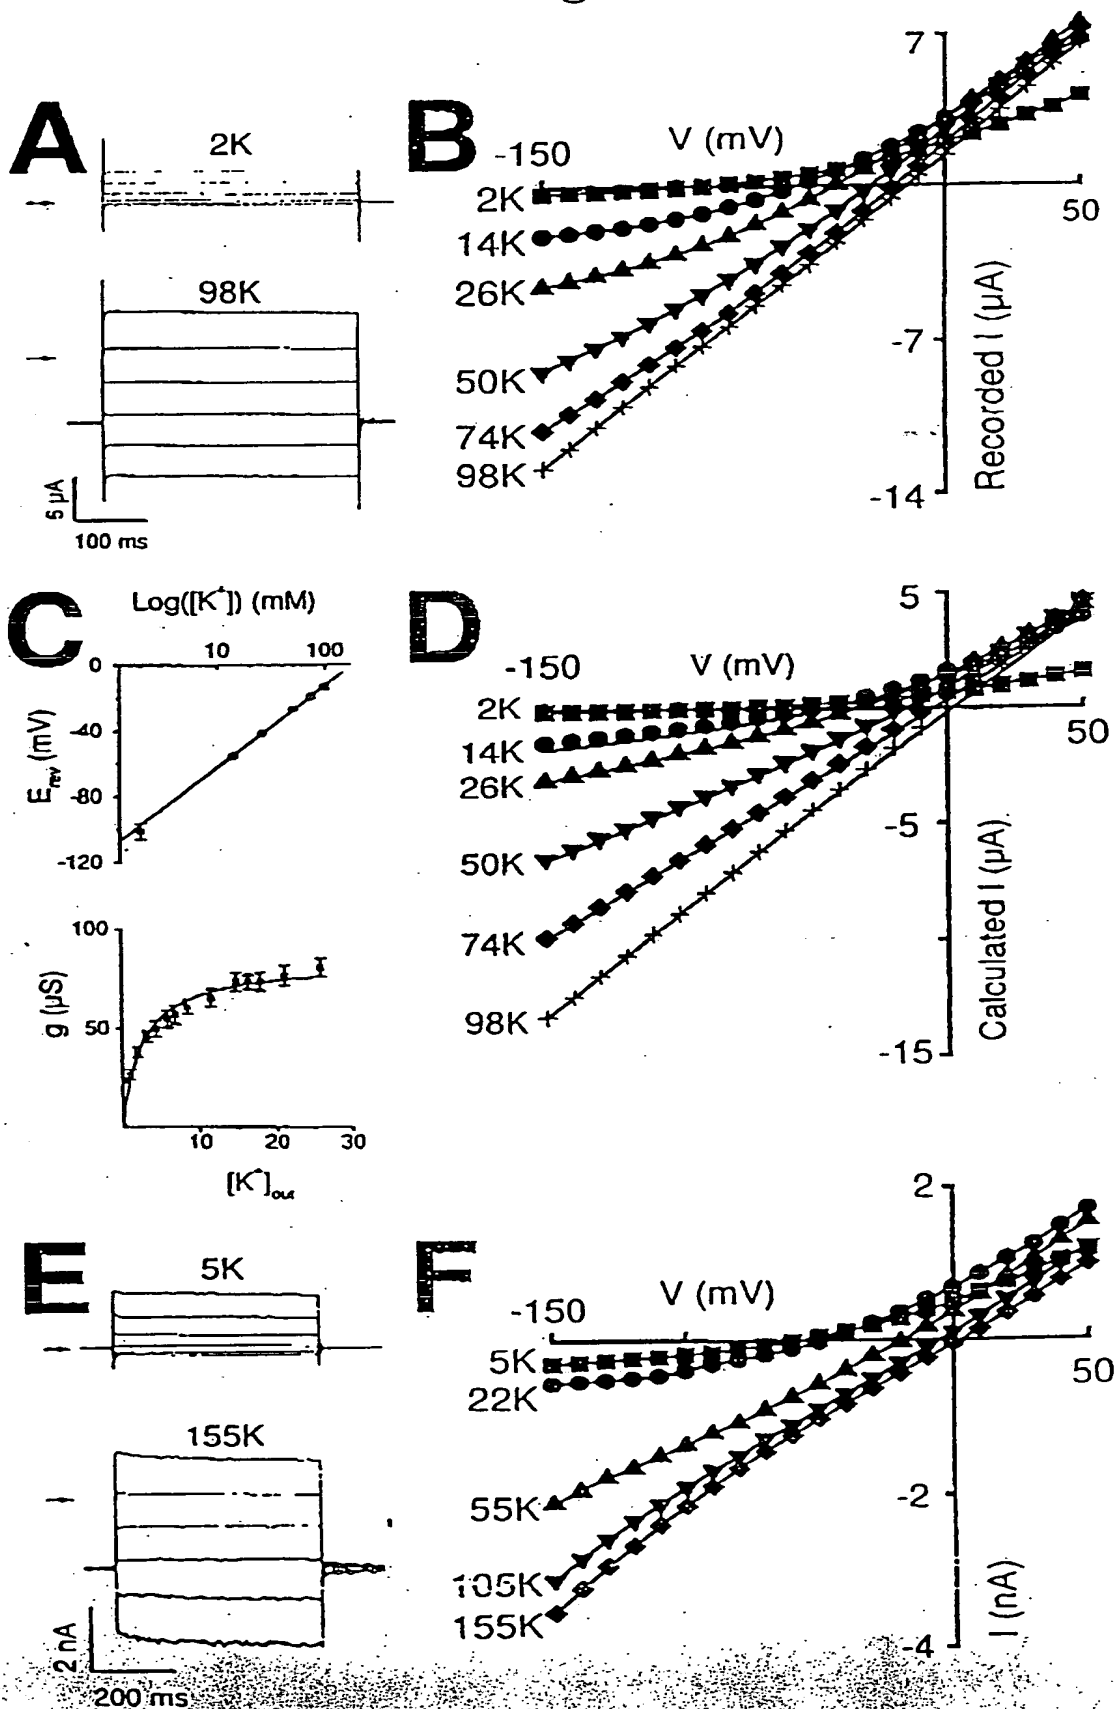 A
2K
98K
5 µA
100 ms
B
7
-150
V (mV)
50
2K
14K
26K
50K
74K
98K
-7
-14
Recorded I (µA)
C
Log([K+]) (mM)
10
100
0
-40
-80
-120
Erev (mV)
100
50
g (µS)
10
20
30
[K+]out
D
5
-150
V (mV)
50
2K
14K
26K
50K
74K
98K
-5
-15
Calculated I (µA)
E
5K
155K
2 nA
200 ms
F
2
-150
V (mV)
50
5K
22K
55K
105K
155K
-2
-4
I (nA)